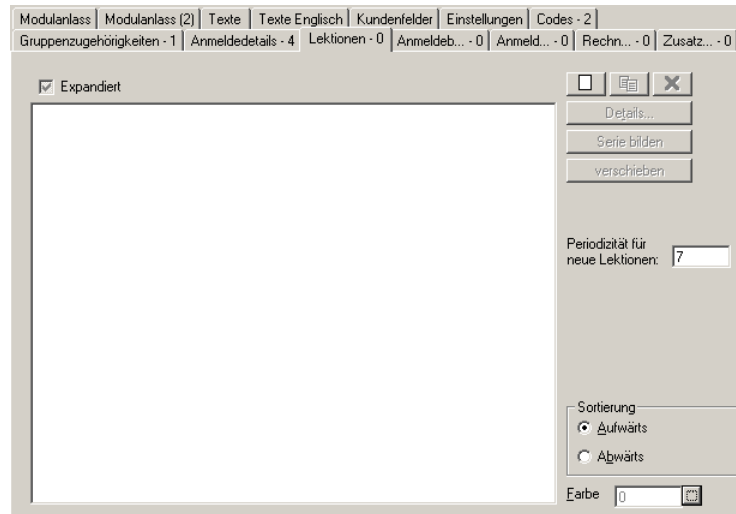 Modulanlass Modulanlass (2) Texte Texte Englisch Kundenfelder Einstellungen Codes - 2
Gruppenzugehörigkeiten - 1 Anmeldedetails - 4 Lektionen - 0 Anmeldeb... - 0 Anmeld... - 0 Rechn... - 0 Zusatz... - 0
Expandiert
Details...
Serie bilden
verschieben
Periodizität für
neue Lektionen: 7
Sortierung
Aufwärts
Abwärts
Farbe 0